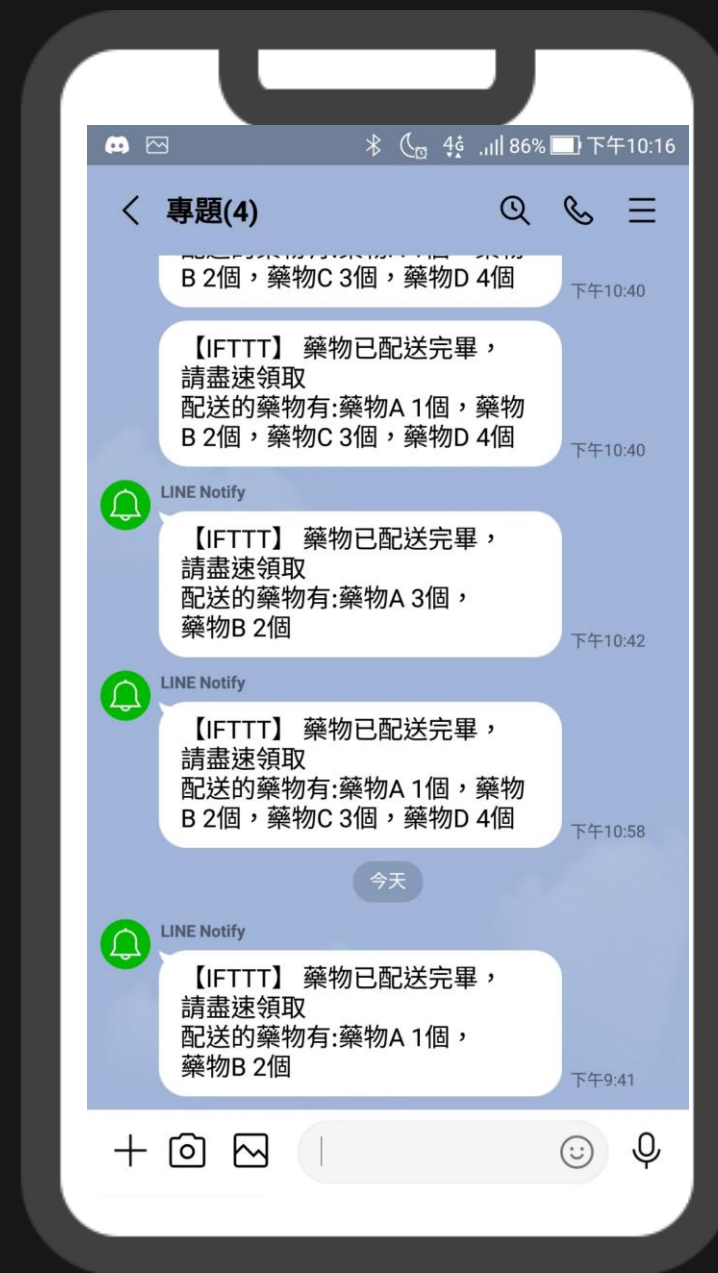 86% 下午10:16
專題(4)
B 2個，藥物C 3個，藥物D 4個
下午10:40
【IFTTT】 藥物已配送完畢，
請盡速領取
配送的藥物有:藥物A 1個，藥物
B 2個，藥物C 3個，藥物D 4個
下午10:40
LINE Notify
【IFTTT】 藥物已配送完畢，
請盡速領取
配送的藥物有:藥物A 3個，
藥物B 2個
下午10:42
LINE Notify
【IFTTT】 藥物已配送完畢，
請盡速領取
配送的藥物有:藥物A 1個，藥物
B 2個，藥物C 3個，藥物D 4個
下午10:58
今天
LINE Notify
【IFTTT】 藥物已配送完畢，
請盡速領取
配送的藥物有:藥物A 1個，
藥物B 2個
下午9:41